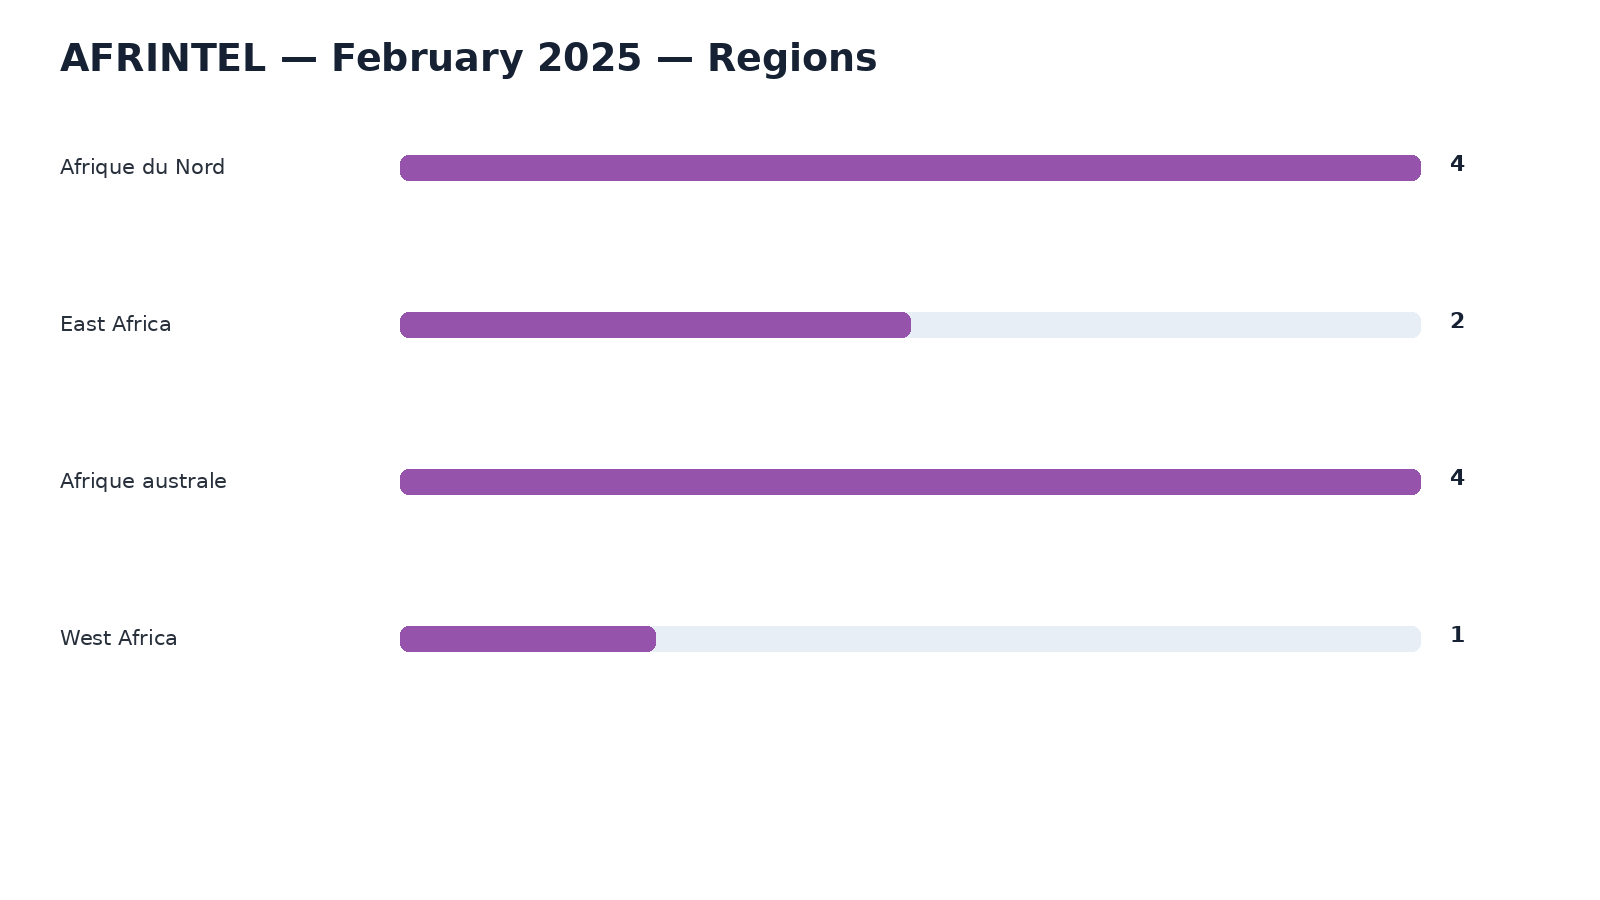 AFRINTEL — February 2025 — Regions
Afrique du Nord 4
East Africa 2
Afrique australe 4
West Africa 1